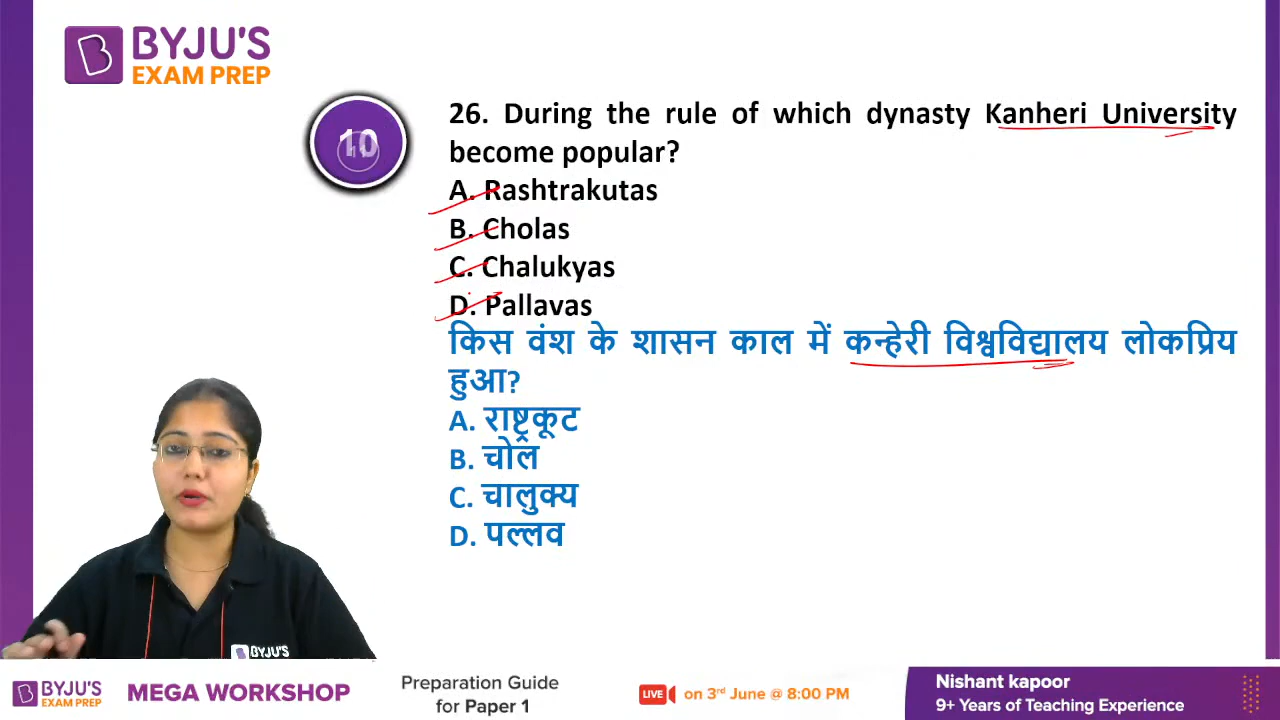 BYJU'S
EXAM PREP
10
26. During the rule of which dynasty Kanheri University
become popular?
A. Rashtrakutas
B. Cholas
C. Chalukyas
D. Pallavas
किस वंश के शासन काल में कन्हेरी विश्वविद्यालय लोकप्रिय
हुआ?
A. राष्ट्रकूट
B. चोल
C. चालुक्य
D. पल्लव
BYJU'S
BYJU'S
EXAM PREP
MEGA WORKSHOP
Preparation Guide
for Paper 1
LIVE on 3rd June @ 8:00 PM
Nishant kapoor
9+ Years of Teaching Experience